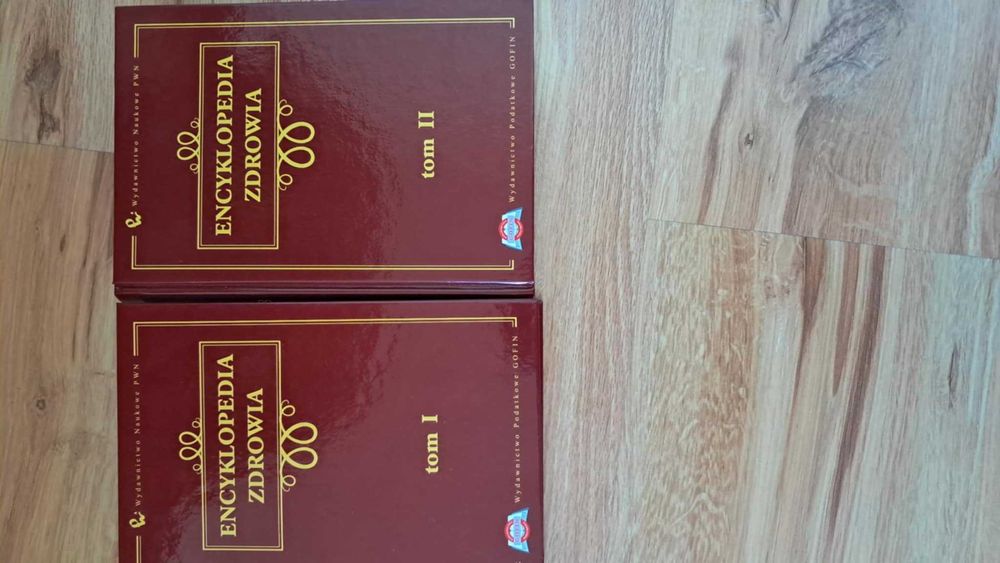 Wydawnictwo Naukowe PWN
ENCYKLOPEDIA
ZDROWIA
tom I
Wydawnictwo Podatkowe GOFIN
Wydawnictwo Naukowe PWN
ENCYKLOPEDIA
ZDROWIA
tom II
Wydawnictwo Podatkowe GOFIN